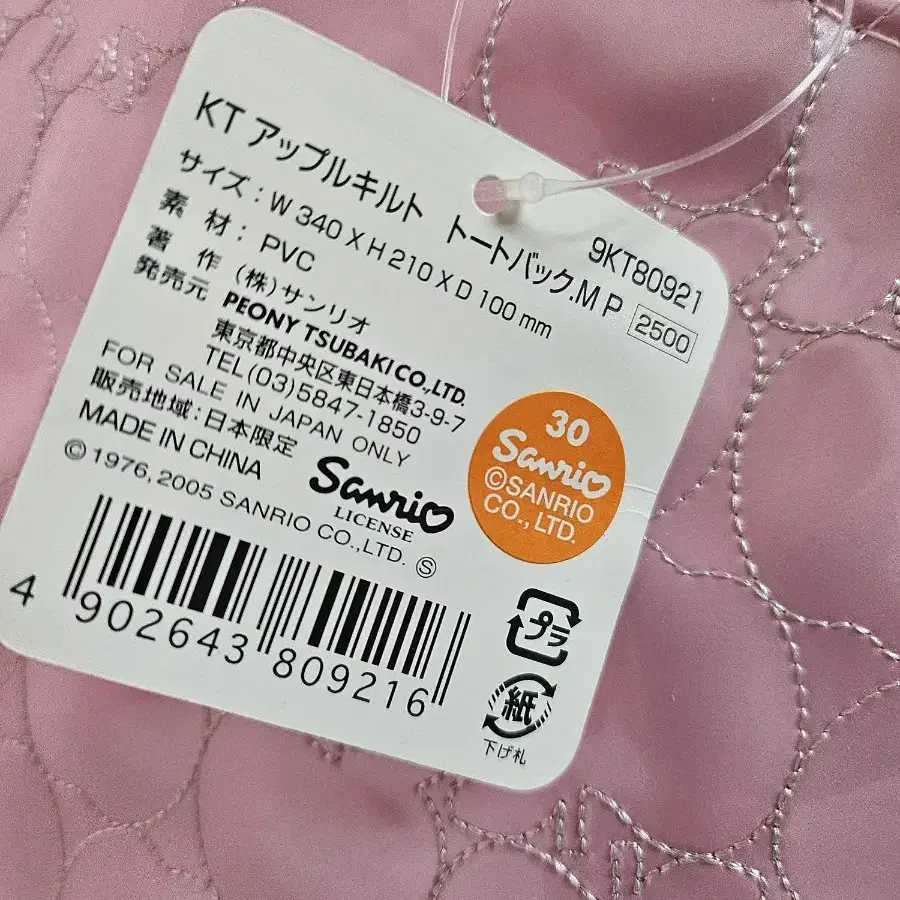 9KT80921
KT アップルキルト トートバック.M P 2500
サイズ : W 340 X H 210 X D 100 mm
素材 : PVC
著作 (株)サンリオ
発売元 PEONY TSUBAKI CO.,LTD.
東京都中央区東日本橋3-9-7
TEL(03)5847-1850
FOR SALE IN JAPAN ONLY
販売地域:日本限定
MADE IN CHINA
© 1976, 2005 SANRIO CO.,LTD. Ⓢ
Sanrio
LICENSE
30
Sanrio
©SANRIO
CO., LTD.
4 902643 809216
プラ
紙
下げ札